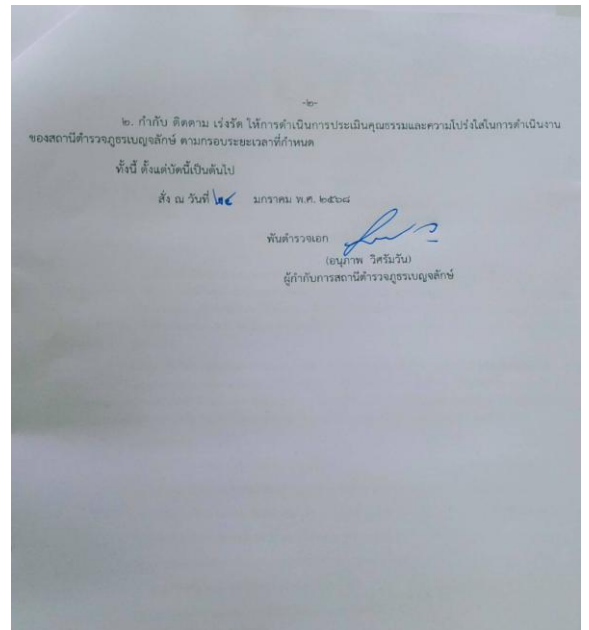 -๒-
๒. กำกับ ติดตาม เร่งรัด ให้การดำเนินการประเมินคุณธรรมและความโปร่งใสในการดำเนินงาน
ของสถานีตำรวจภูธรเบญจลักษ์ ตามกรอบระยะเวลาที่กำหนด
ทั้งนี้ ตั้งแต่บัดนี้เป็นต้นไป
สั่ง ณ วันที่ ๒๔ มกราคม พ.ศ. ๒๕๖๘
พันตำรวจเอก
(อนุภาพ วิศรัมวัน)
ผู้กำกับการสถานีตำรวจภูธรเบญจลักษ์